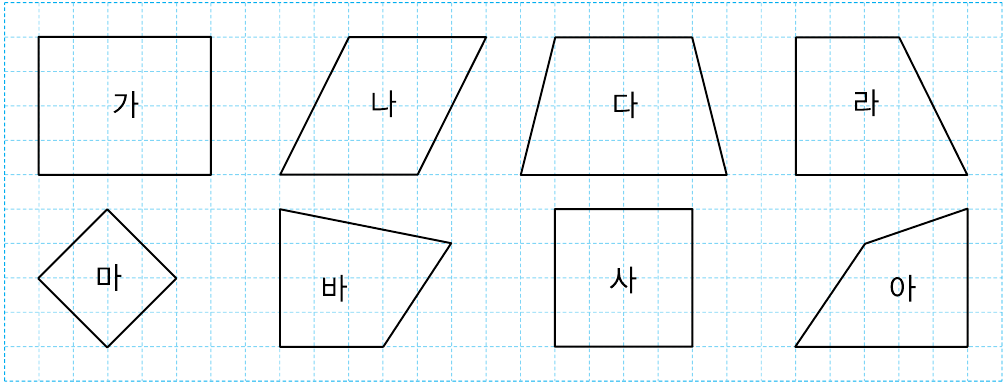 가 나 다 라
마 바 사 아